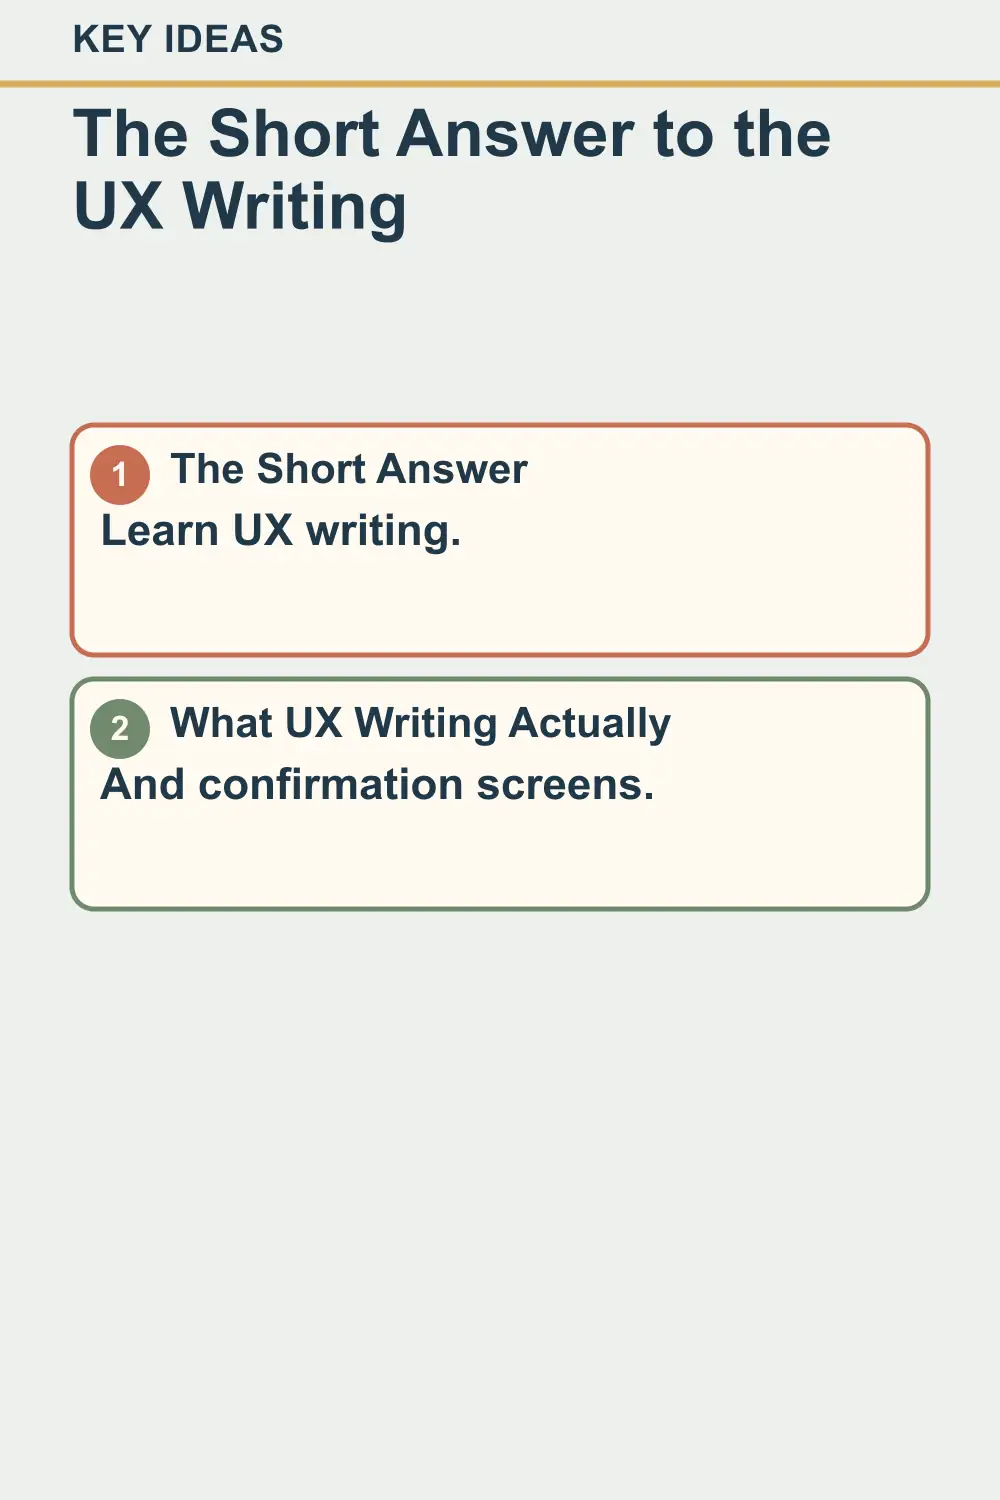 KEY IDEAS
The Short Answer to the
UX Writing
1 The Short Answer
Learn UX writing.
2 What UX Writing Actually
And confirmation screens.